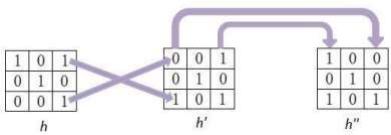 1 0 1 0 0 1 1 0 0
0 1 0 0 1 0 0 1 0
0 0 1 1 0 1 1 0 1
h h′ h″